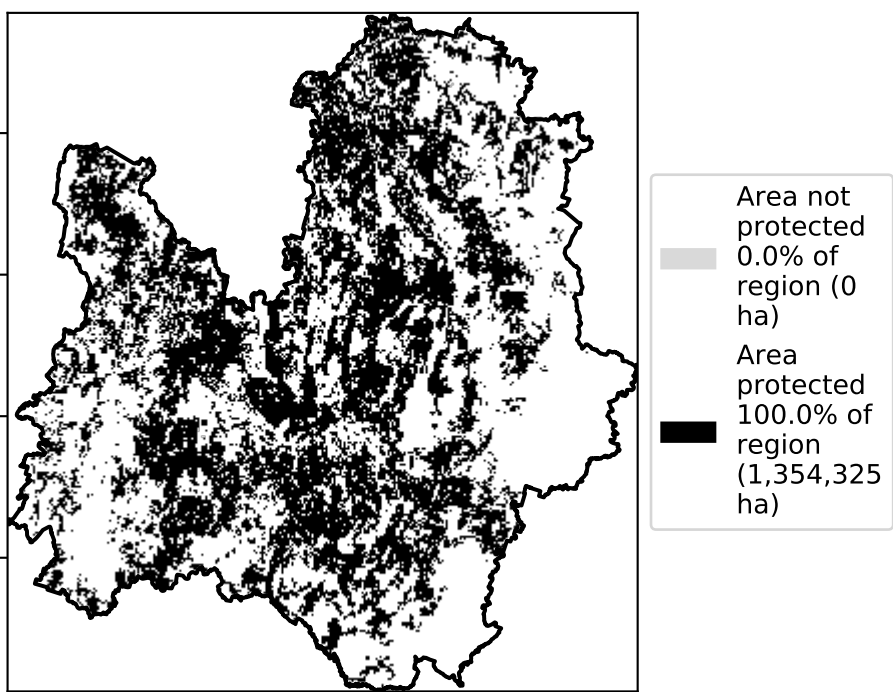 Area not
protected
0.0% of
region (0
ha)
Area
protected
100.0% of
region
(1,354,325
ha)